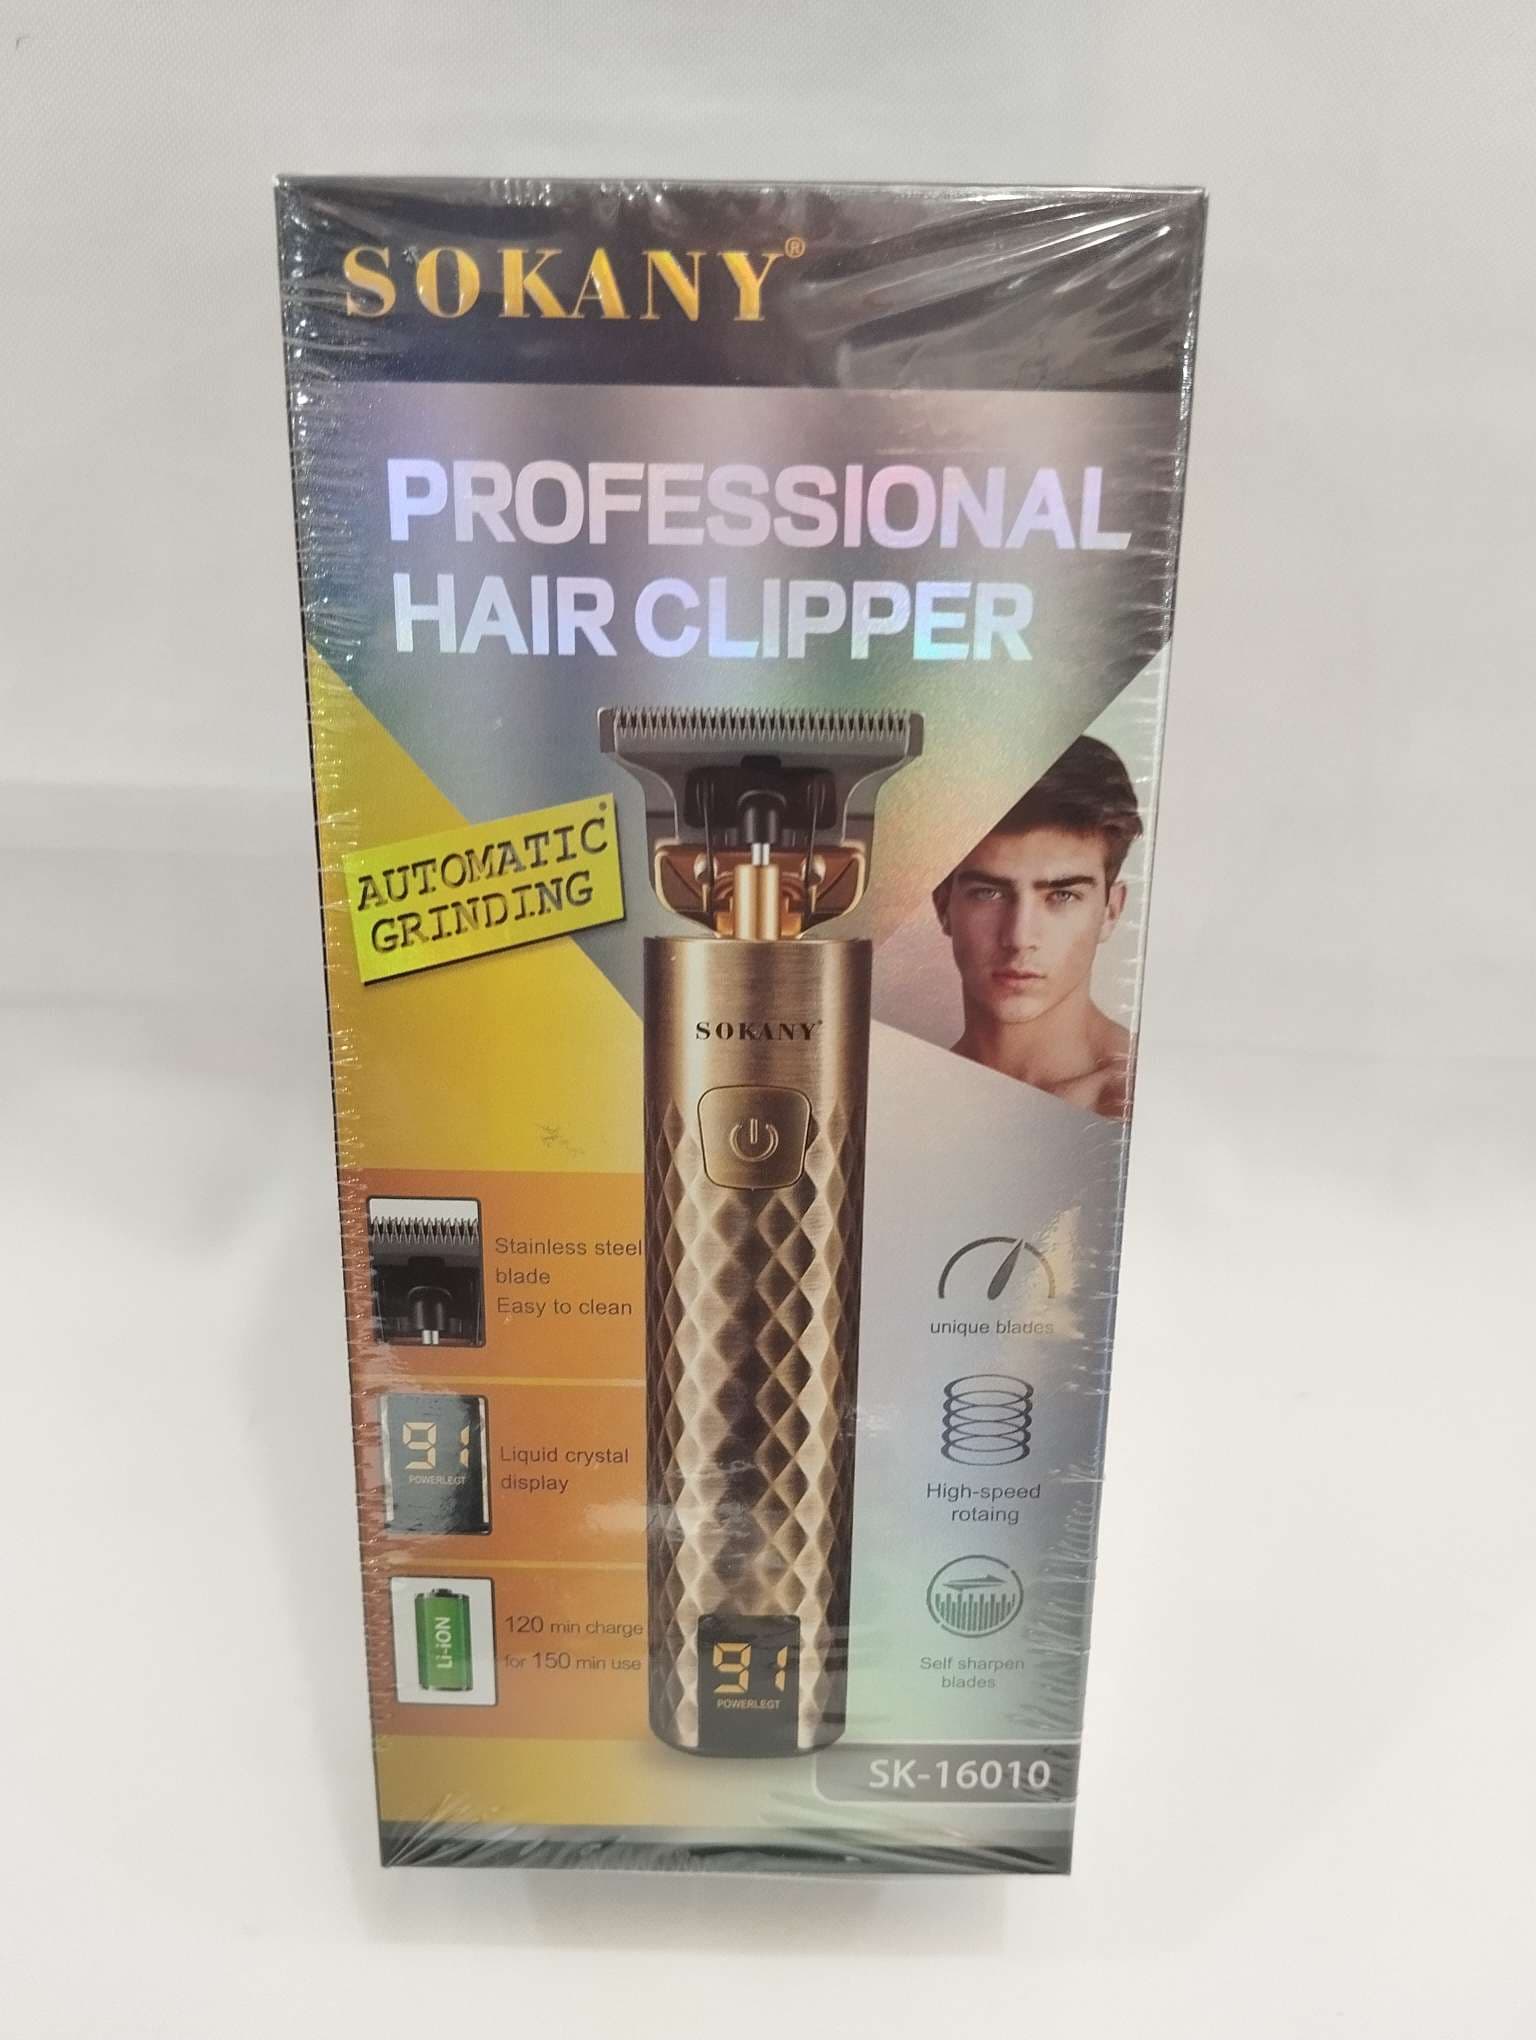 SOKANY®
PROFESSIONAL
HAIR CLIPPER
AUTOMATIC
GRINDING
SOKANY
Stainless steel
blade
Easy to clean
unique blades
91
POWERLEGT
Liquid crystal
display
High-speed
rotaing
Li-iON
120 min charge
for 150 min use
91
POWERLEGT
Self sharpen
blades
SK-16010